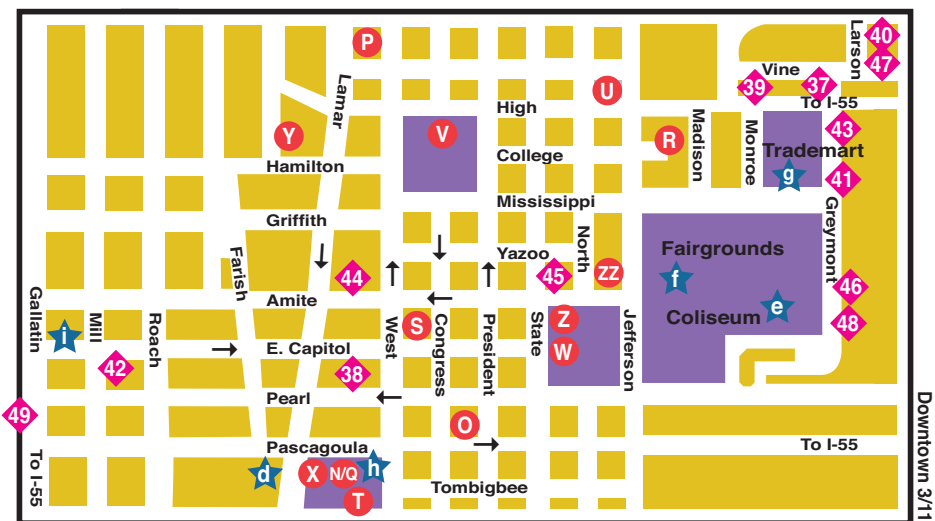 P
Larson
40
47
Vine
39
37
To I-55
Lamar
High
U
Y
V
R
Madison
Monroe
43
Trademart
g
41
College
Hamilton
Mississippi
Griffith
Greymont
North
Yazoo
Farish
44
45
ZZ
Fairgrounds
f
46
Amite
e
Coliseum
48
Gallatin
i
Mill
Roach
West
S
Congress
President
State
Z
W
Jefferson
E. Capitol
42
38
Pearl
49
O
Pascagoula
To I-55
To I-55
d
X
N/Q
h
T
Tombigbee
Downtown 3/11